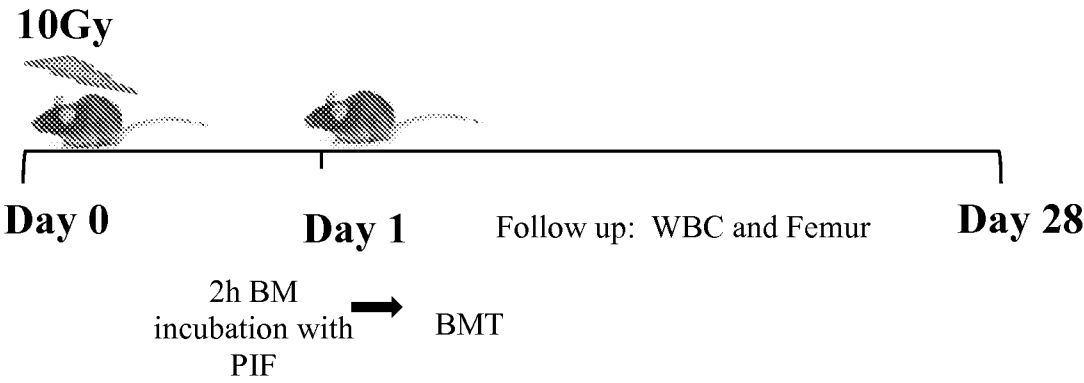 10Gy
Day 0
Day 1
Follow up: WBC and Femur
Day 28
2h BM
incubation with
PIF
BMT